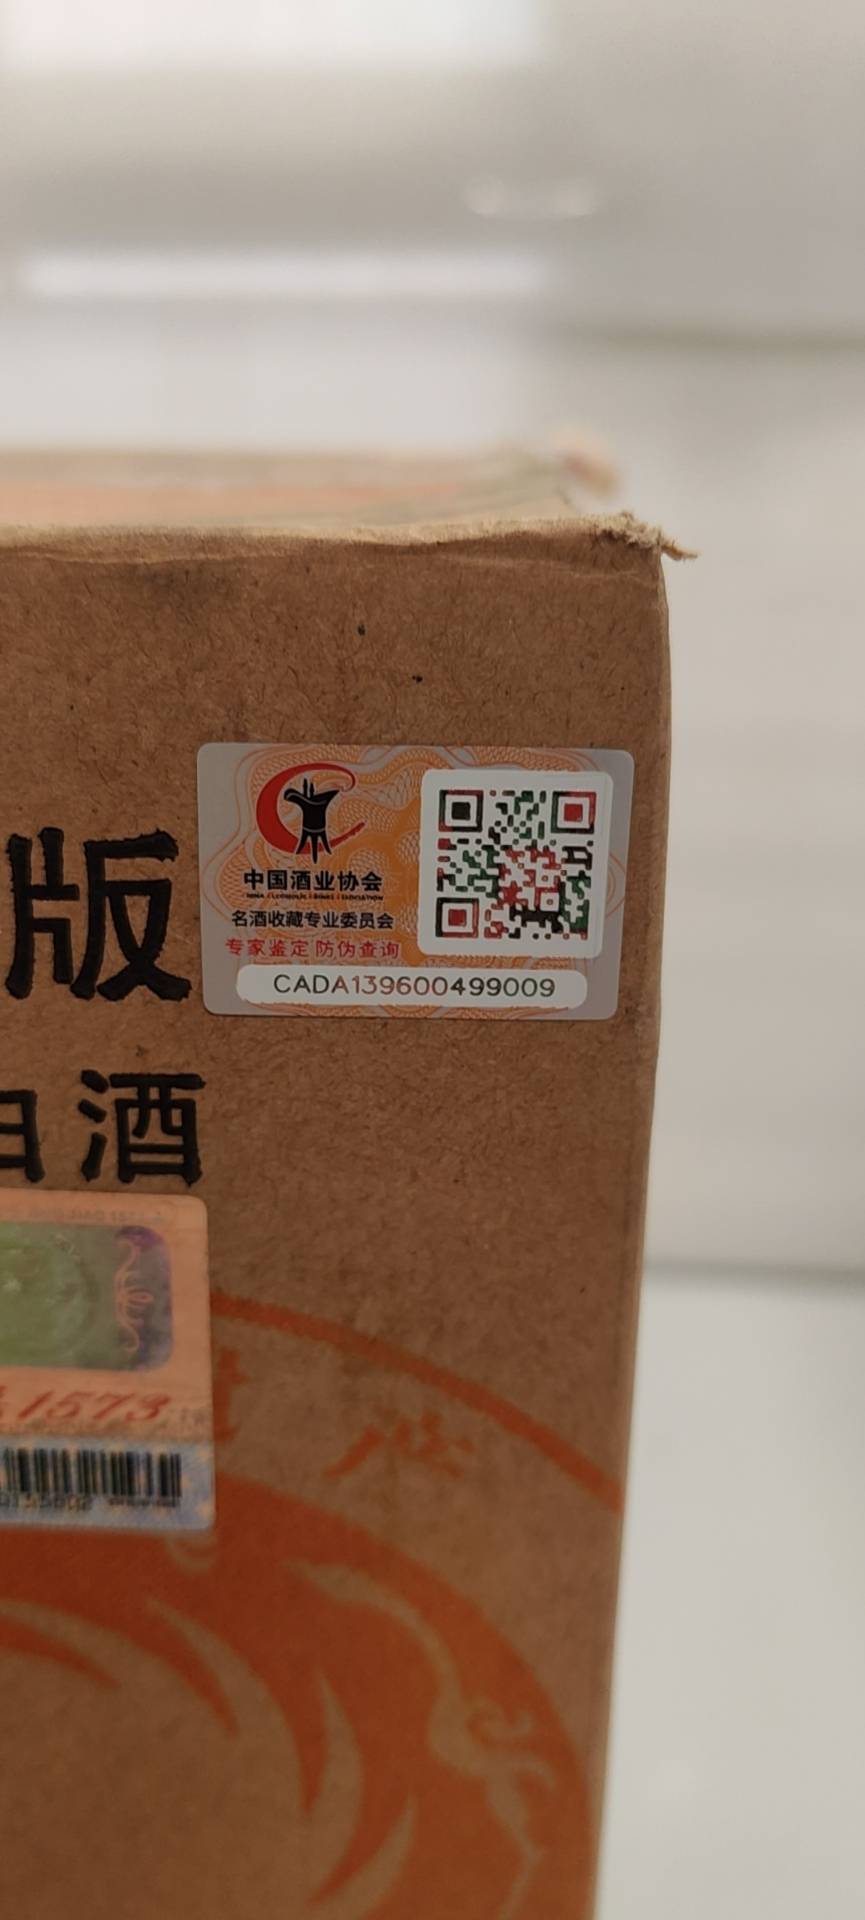 中国酒业协会
名酒收藏专业委员会
专家鉴定 防伪查询
CADA139600499009
版
酒
1573